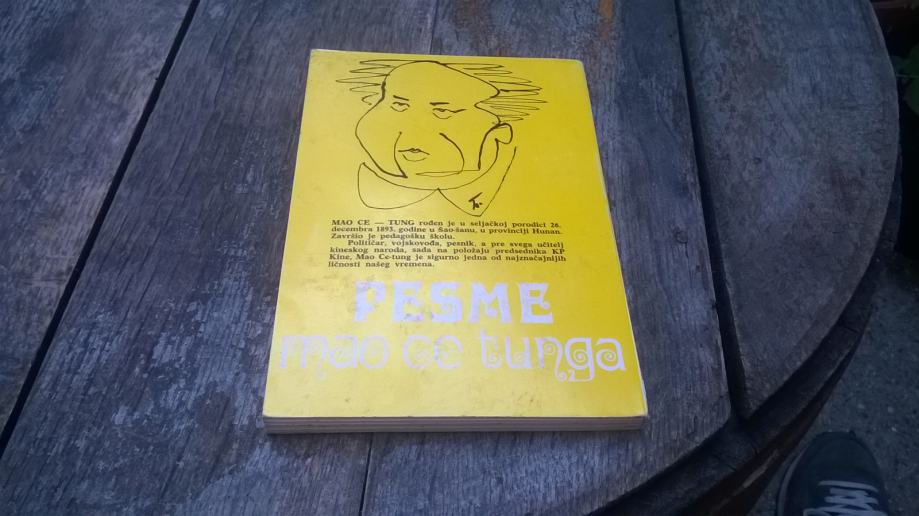 MAO CE — TUNG rođen je u seljačkoj porodici 26.
decembra 1893. godine u Šao-šanu, u provinciji Hunan.
Završio je pedagošku školu.
Političar, vojskovođa, pesnik, a pre svega učitelj
kineskog naroda, sada na položaju predsednika KP
Kine, Mao Ce-tung je sigurno jedna od najznačajnijih
ličnosti našeg vremena.
PESME
mao ce tunga